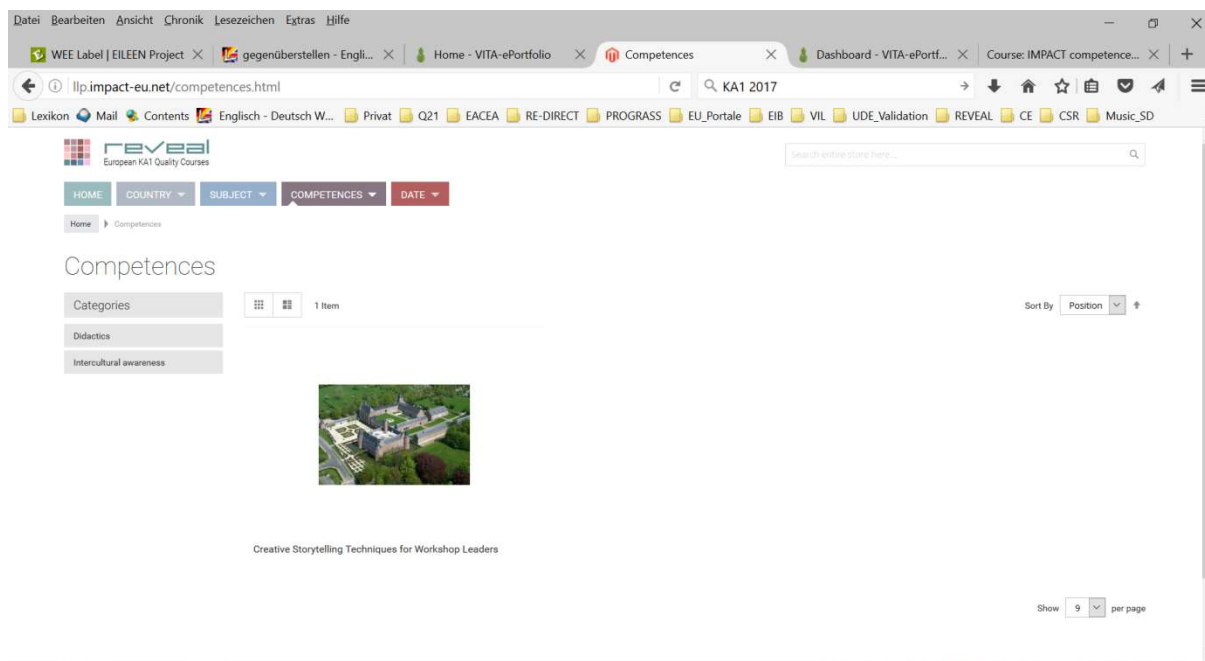 Datei Bearbeiten Ansicht Chronik Lesezeichen Extras Hilfe
WEE Label | EILEEN Project gegenüberstellen - Engli... Home - VITA-ePortfolio Competences Dashboard - VITA-ePortf... Course: IMPACT competence...
llp.impact-eu.net/competences.html KA1 2017
Lexikon Mail Contents Englisch - Deutsch W... Privat Q21 EACEA RE-DIRECT PROGRASS EU_Portale EIB VIL UDE_Validation REVEAL CE CSR Music_SD
reveal
European KA1 Quality Courses
Search entire store here...
HOME COUNTRY SUBJECT COMPETENCES DATE
Home Competencies
Competences
Categories 1 Item Sort By Position
Didactics
Intercultural awareness
Creative Storytelling Techniques for Workshop Leaders
Show 9 per page